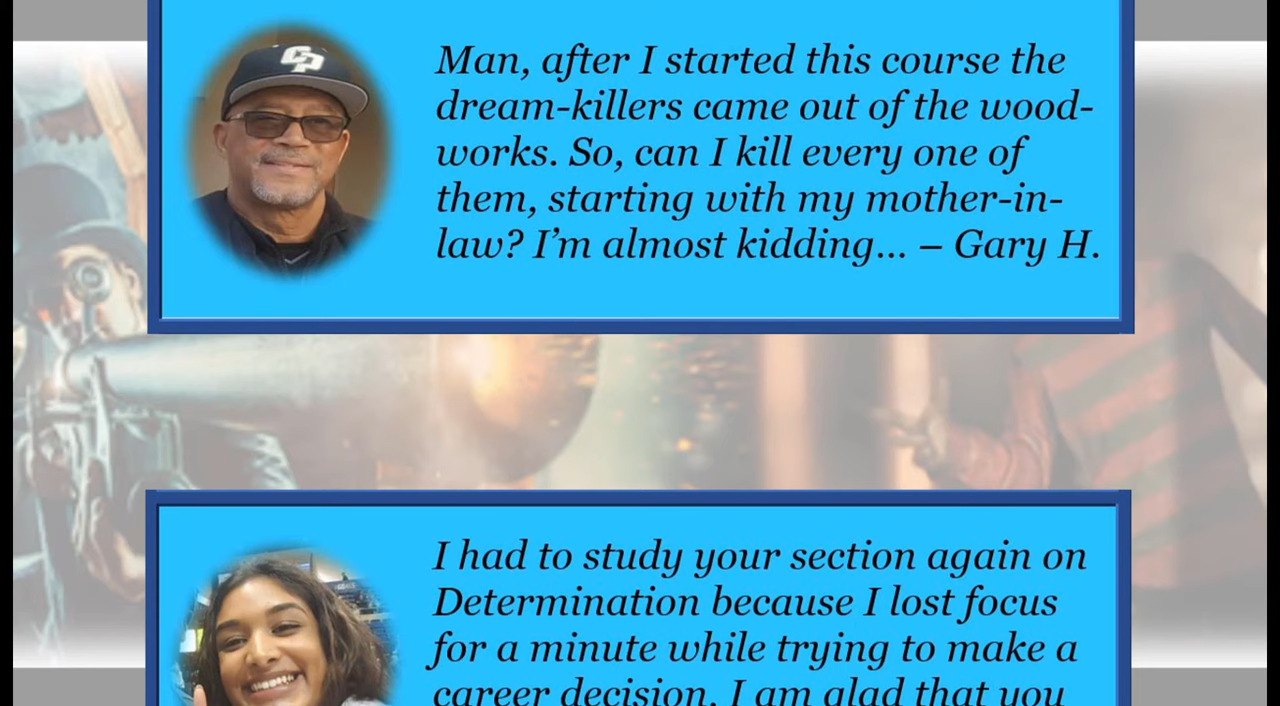 CP
Man, after I started this course the
dream-killers came out of the wood-
works. So, can I kill every one of
them, starting with my mother-in-
law? I’m almost kidding... – Gary H.
I had to study your section again on
Determination because I lost focus
for a minute while trying to make a
career decision. I am glad that you